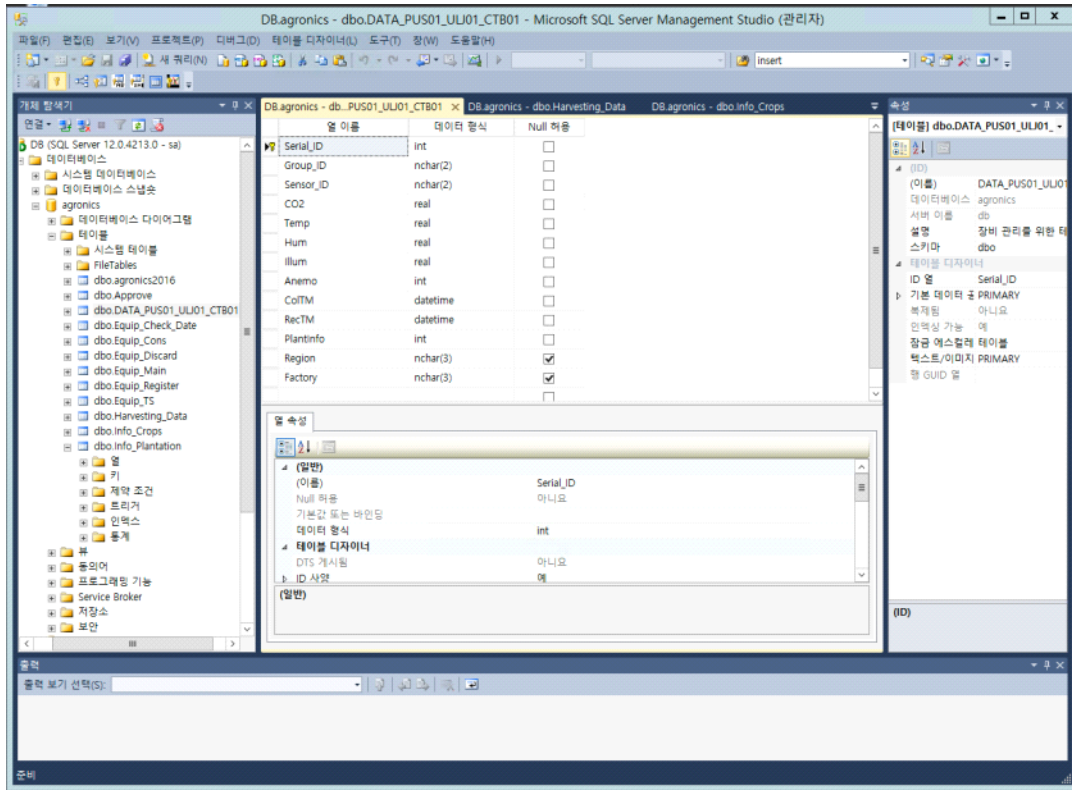 DB.agronics - dbo.DATA_PUS01_ULJ01_CTB01 - Microsoft SQL Server Management Studio (관리자)
파일(F) 편집(E) 보기(V) 프로젝트(P) 디버그(D) 테이블 디자이너(L) 도구(T) 창(W) 도움말(H)
새 쿼리(N) insert
개체 탐색기
연결
DB (SQL Server 12.0.4213.0 - sa)
데이터베이스
시스템 데이터베이스
데이터베이스 스냅숏
agronics
데이터베이스 다이어그램
테이블
시스템 테이블
FileTables
dbo.agronics2016
dbo.Approve
dbo.DATA_PUS01_ULJ01_CTB01
dbo.Equip_Check_Date
dbo.Equip_Cons
dbo.Equip_Discard
dbo.Equip_Main
dbo.Equip_Register
dbo.Equip_TS
dbo.Harvesting_Data
dbo.Info_Crops
dbo.Info_Plantation
열
키
제약 조건
트리거
인덱스
통계
뷰
동의어
프로그래밍 기능
Service Broker
저장소
보안
DB.agronics - db...PUS01_ULJ01_CTB01 DB.agronics - dbo.Harvesting_Data DB.agronics - dbo.Info_Crops
열 이름 데이터 형식 Null 허용
Serial_ID int
Group_ID nchar(2)
Sensor_ID nchar(2)
CO2 real
Temp real
Hum real
Illum real
Anemo int
ColTM datetime
RecTM datetime
PlantInfo int
Region nchar(3)
Factory nchar(3)
열 속성
(일반)
(이름) Serial_ID
Null 허용 아니요
기본값 또는 바인딩
데이터 형식 int
테이블 디자이너
DTS 게시됨 아니요
ID 사양 예
(일반)
속성
[테이블] dbo.DATA_PUS01_ULJ01_
(ID)
(이름) DATA_PUS01_ULJ01
데이터베이스 agronics
서버 이름 db
설명 장비 관리를 위한 테
스키마 dbo
테이블 디자이너
ID 열 Serial_ID
기본 데이터 공 PRIMARY
복제됨 아니요
인덱싱 가능 예
잠금 에스컬레 테이블
텍스트/이미지 PRIMARY
행 GUID 열
(ID)
출력
출력 보기 선택(S):
준비